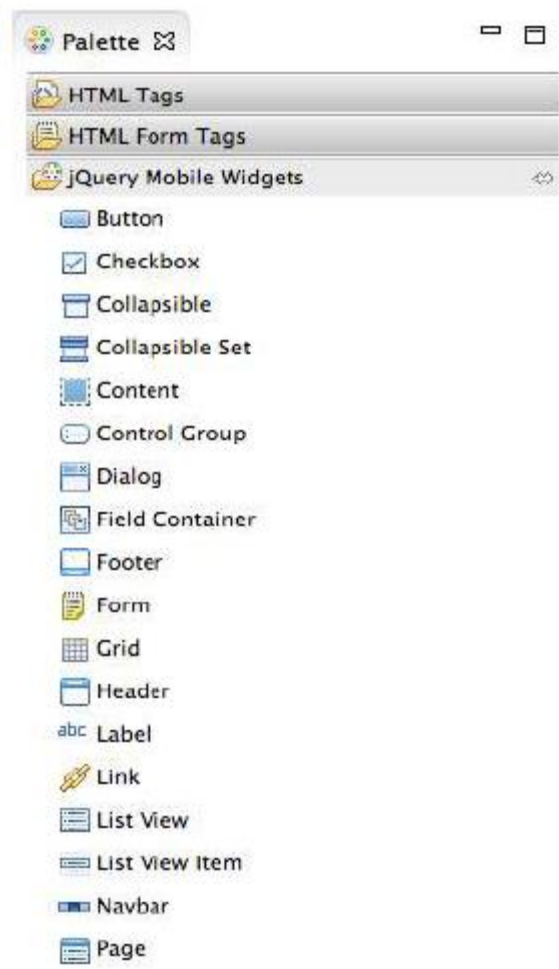 Palette
HTML Tags
HTML Form Tags
jQuery Mobile Widgets
Button
Checkbox
Collapsible
Collapsible Set
Content
Control Group
Dialog
Field Container
Footer
Form
Grid
Header
abc Label
Link
List View
List View Item
Navbar
Page